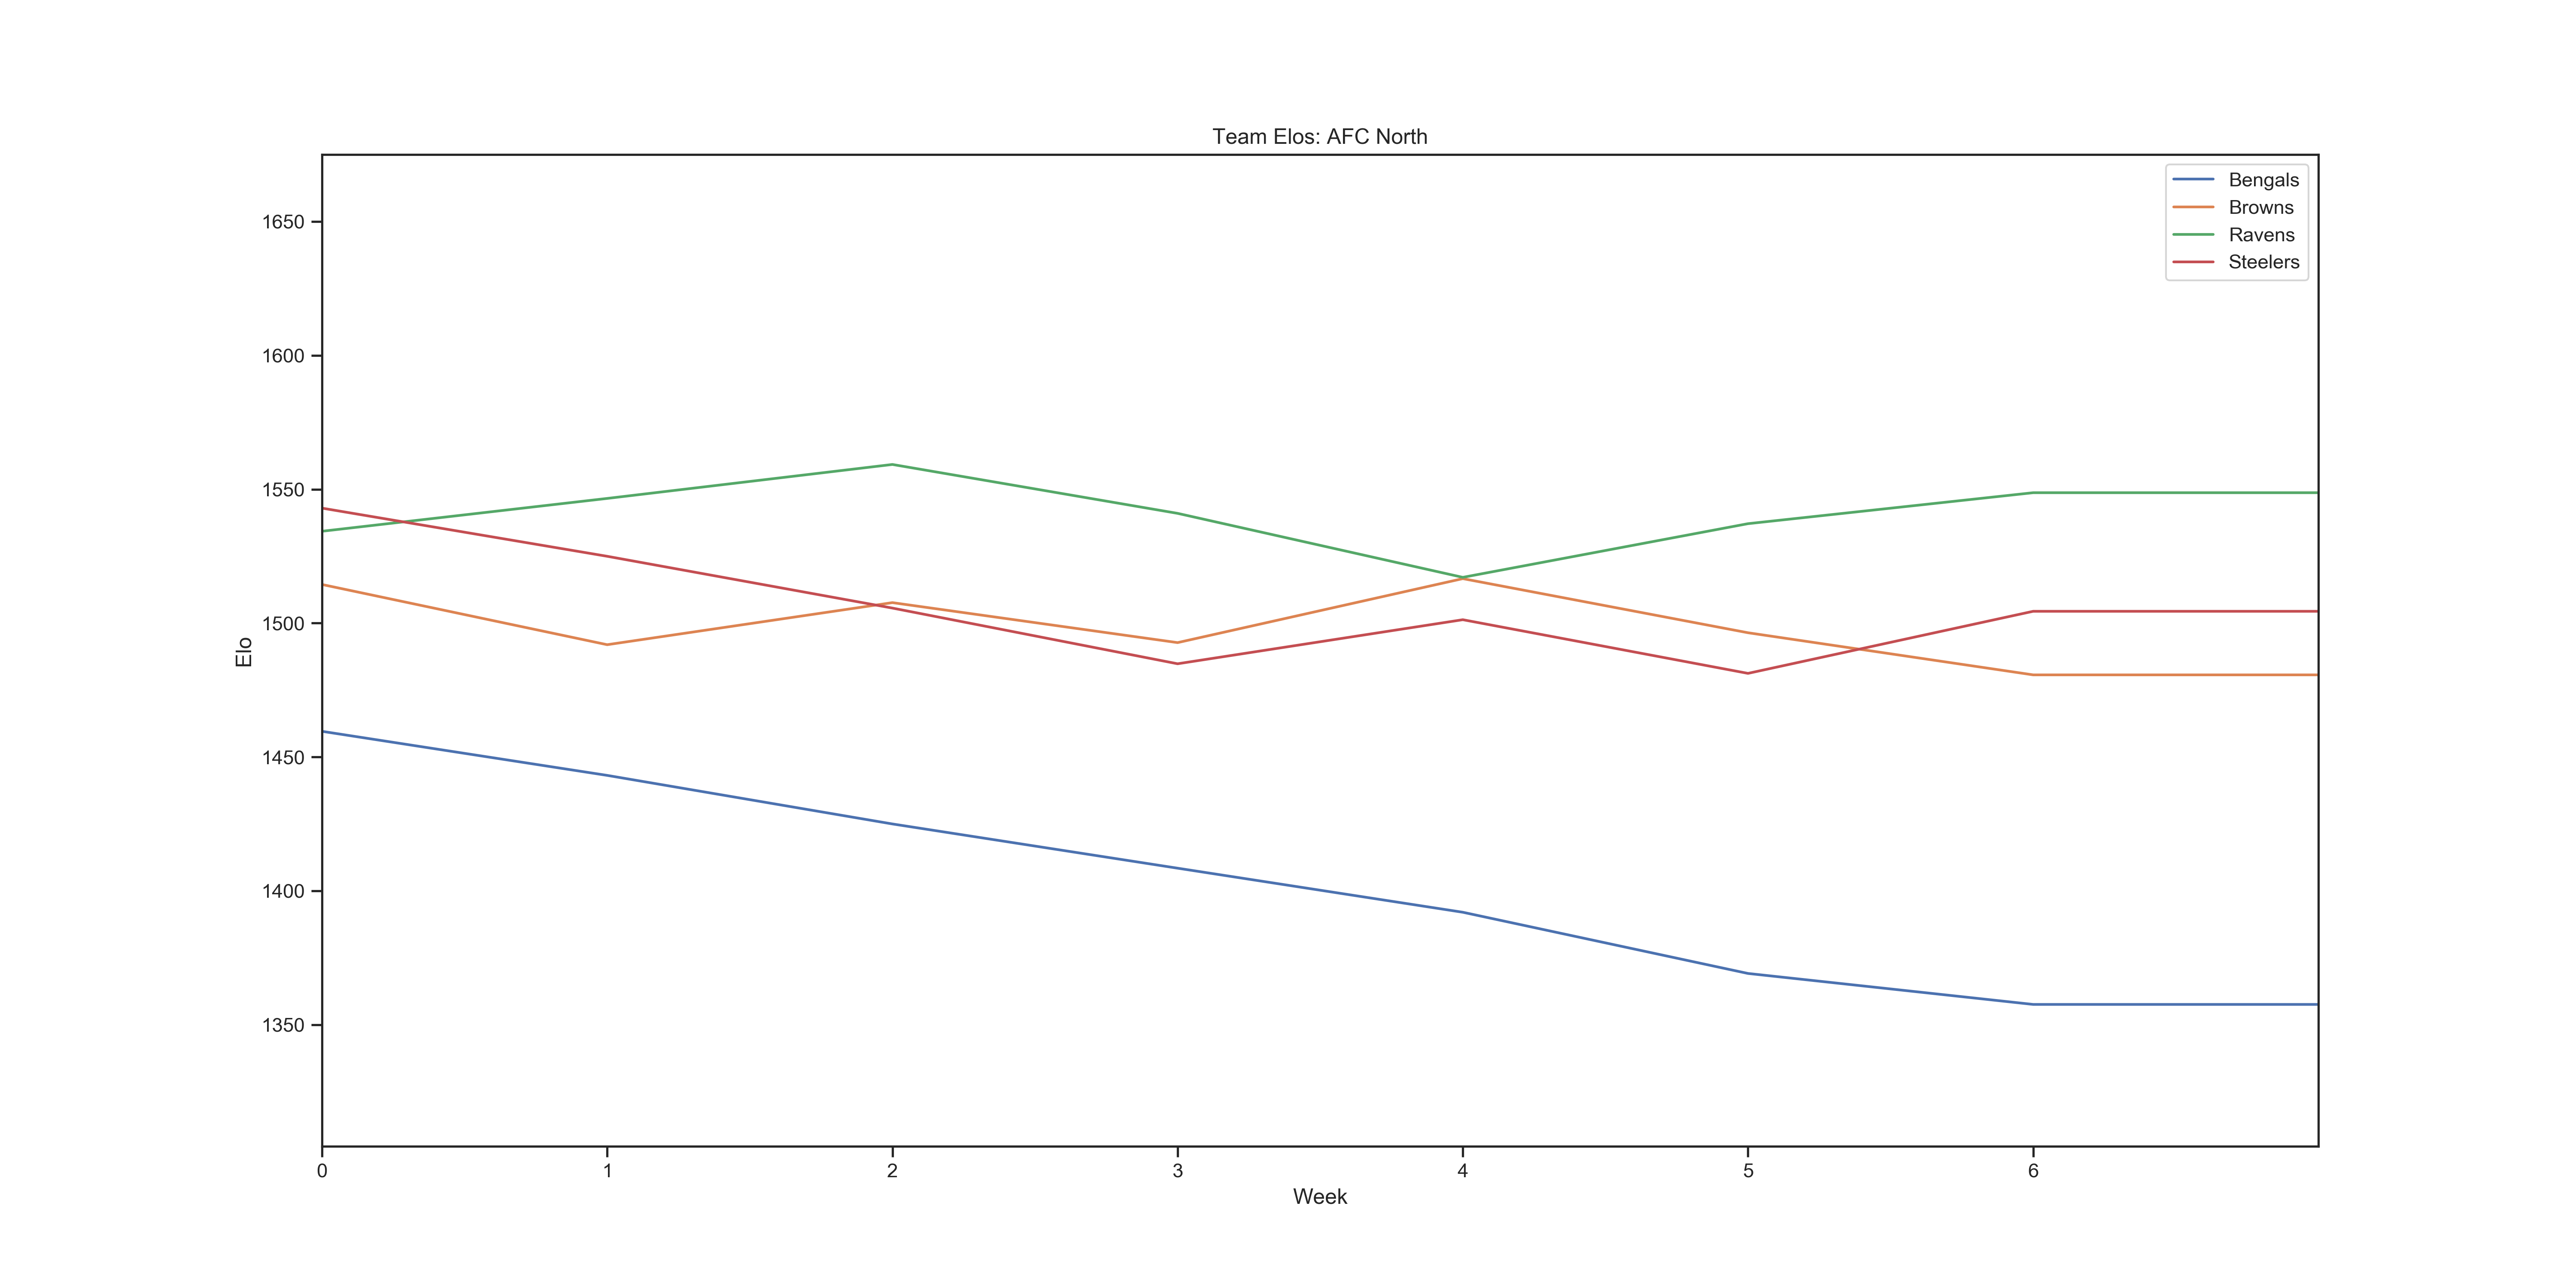 Team Elos: AFC North
Bengals
Browns
Ravens
Steelers
1650
1600
1550
1500
1450
1400
1350
Elo
0 1 2 3 4 5 6
Week